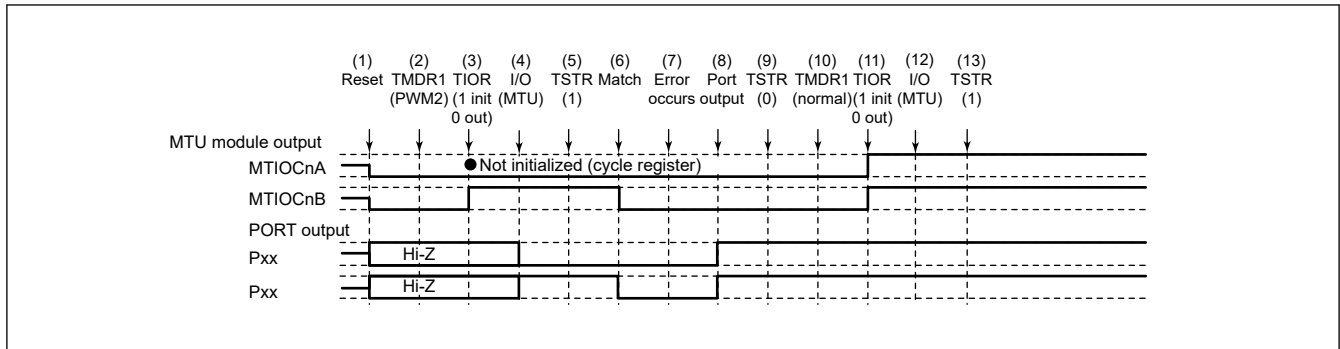 (1) (2) (3) (4) (5) (6) (7) (8) (9) (10) (11) (12) (13)
Reset TMDR1 TIOR I/O TSTR Match Error Port TSTR TMDR1 TIOR I/O TSTR
(PWM2) (1 init (MTU) (1) occurs output (0) (normal) (1 init (MTU) (1)
0 out) 0 out)
MTU module output
MTIOCnA Not initialized (cycle register)
MTIOCnB
PORT output
Pxx Hi-Z
Pxx Hi-Z